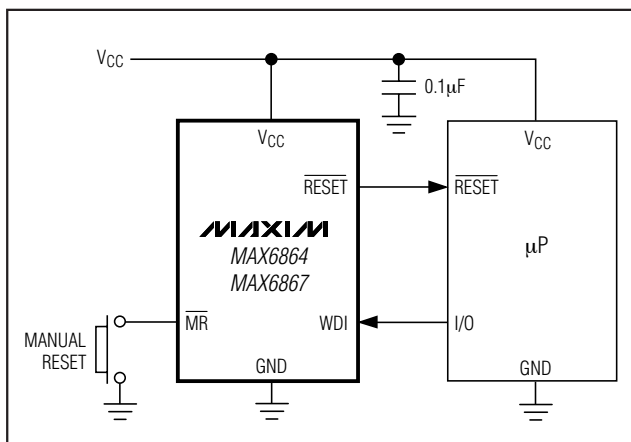 VCC
0.1μF
VCC
VCC
RESET
RESET
MAXIM
MAX6864
MAX6867
μP
MANUAL
RESET
MR
WDI
I/O
GND
GND